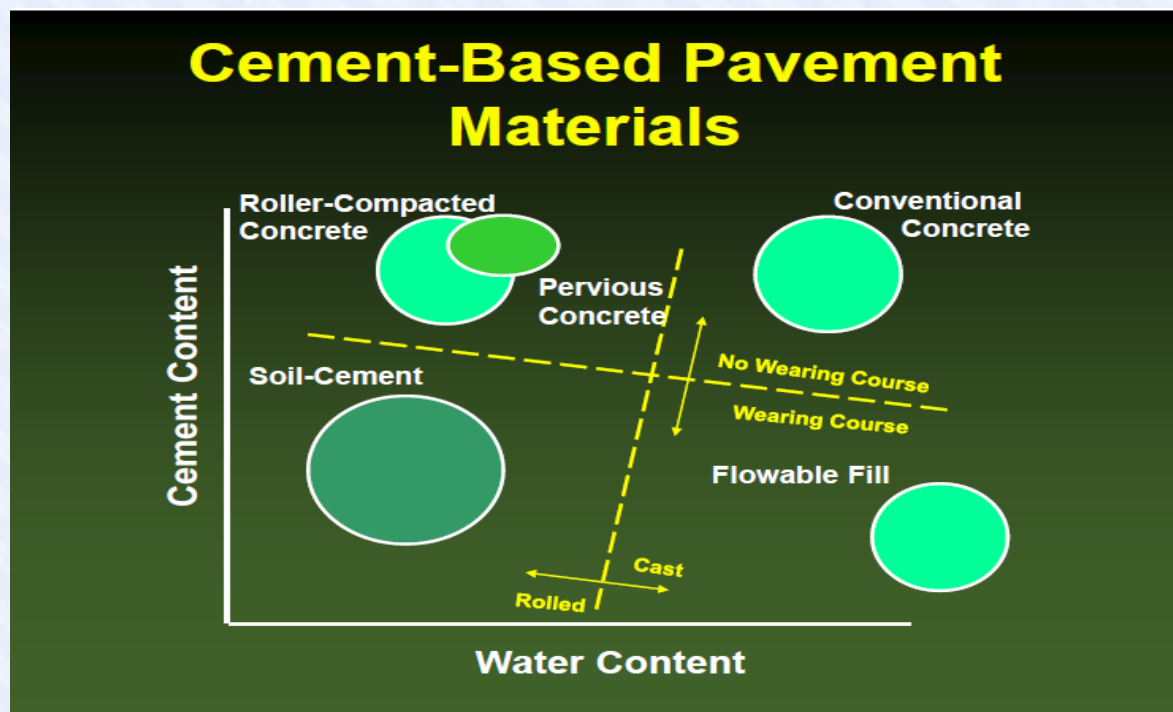 Cement-Based Pavement
Materials
Roller-Compacted
Concrete
Conventional
Concrete
Pervious
Concrete
Soil-Cement
No Wearing Course
Wearing Course
Flowable Fill
Cast
Rolled
Cement Content
Water Content